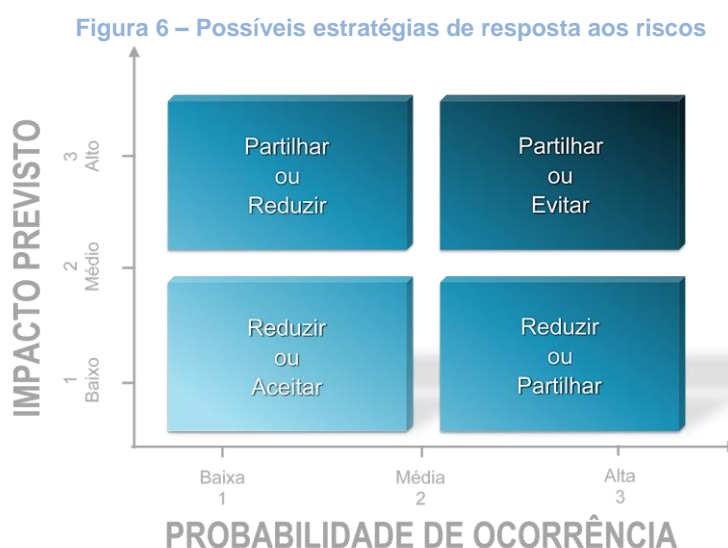 Figura 6 – Possíveis estratégias de resposta aos riscos
IMPACTO PREVISTO
3
Alto
2
Médio
1
Baixo
Partilhar
ou
Reduzir
Partilhar
ou
Evitar
Reduzir
ou
Aceitar
Reduzir
ou
Partilhar
Baixa
1
Média
2
Alta
3
PROBABILIDADE DE OCORRÊNCIA